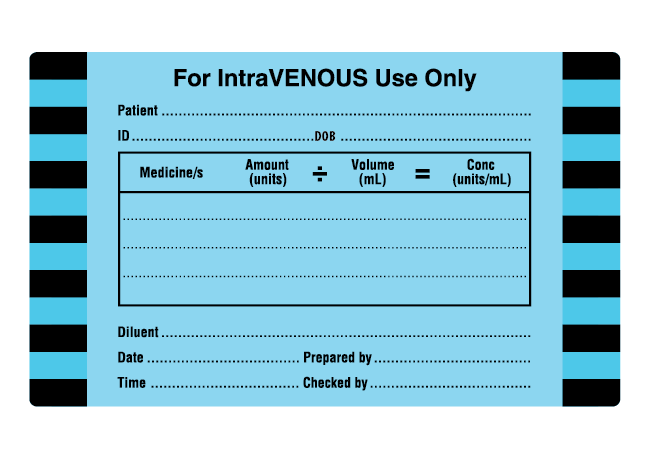 For IntraVENOUS Use Only
Patient
ID DOB
Medicine/s Amount (units) ÷ Volume (mL) = Conc (units/mL)
Diluent
Date Prepared by
Time Checked by